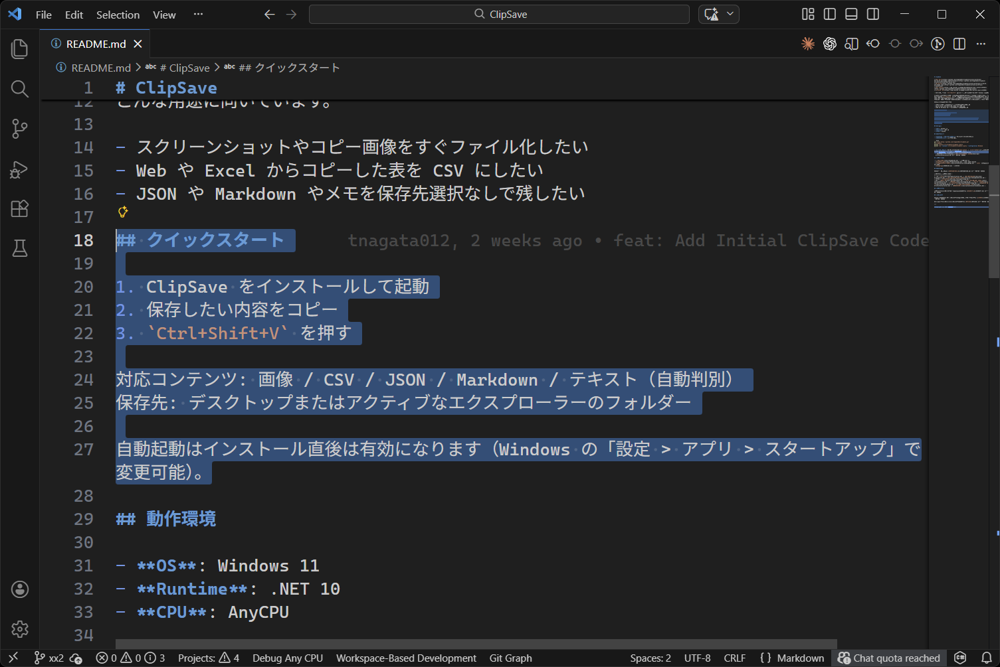 File Edit Selection View ··· ClipSave
README.md
README.md > # ClipSave > ## クイックスタート
1 # ClipSave
12 こんな用途に向いています。
13
14 - スクリーンショットやコピー画像をすぐファイル化したい
15 - Web や Excel からコピーした表を CSV にしたい
16 - JSON や Markdown やメモを保存先選択なしで残したい
17
18 ## クイックスタート tnagata012, 2 weeks ago • feat: Add Initial ClipSave Code
19
20 1. ClipSave をインストールして起動
21 2. 保存したい内容をコピー
22 3. `Ctrl+Shift+V` を押す
23
24 対応コンテンツ: 画像 / CSV / JSON / Markdown / テキスト（自動判別）
25 保存先: デスクトップまたはアクティブなエクスプローラーのフォルダー
26
27 自動起動はインストール直後は有効になります（Windows の「設定 > アプリ > スタートアップ」で
変更可能）。
28
29 ## 動作環境
30
31 - **OS**: Windows 11
32 - **Runtime**: .NET 10
33 - **CPU**: AnyCPU
34
xx2 0 0 3 Projects: 4 Debug Any CPU Workspace-Based Development Git Graph Spaces: 2 UTF-8 CRLF { } Markdown Chat quota reached